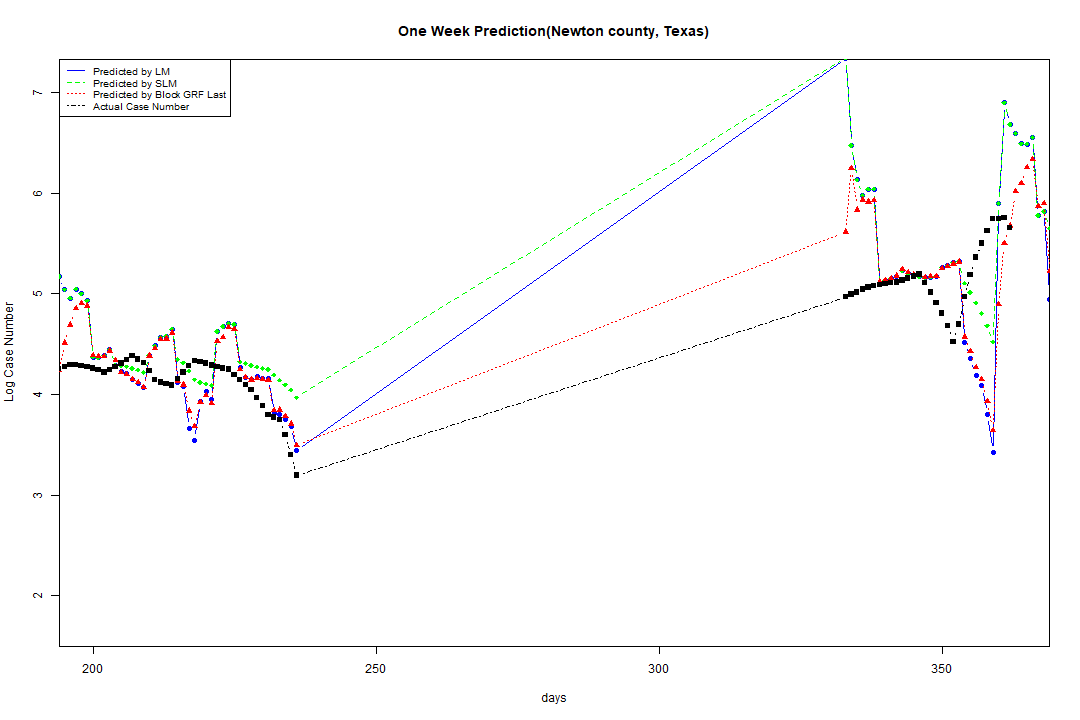 One Week Prediction(Newton county, Texas)
Predicted by LM
Predicted by SLM
Predicted by Block GRF Last
Actual Case Number
7
6
5
4
3
2
Log Case Number
200 250 300 350
days